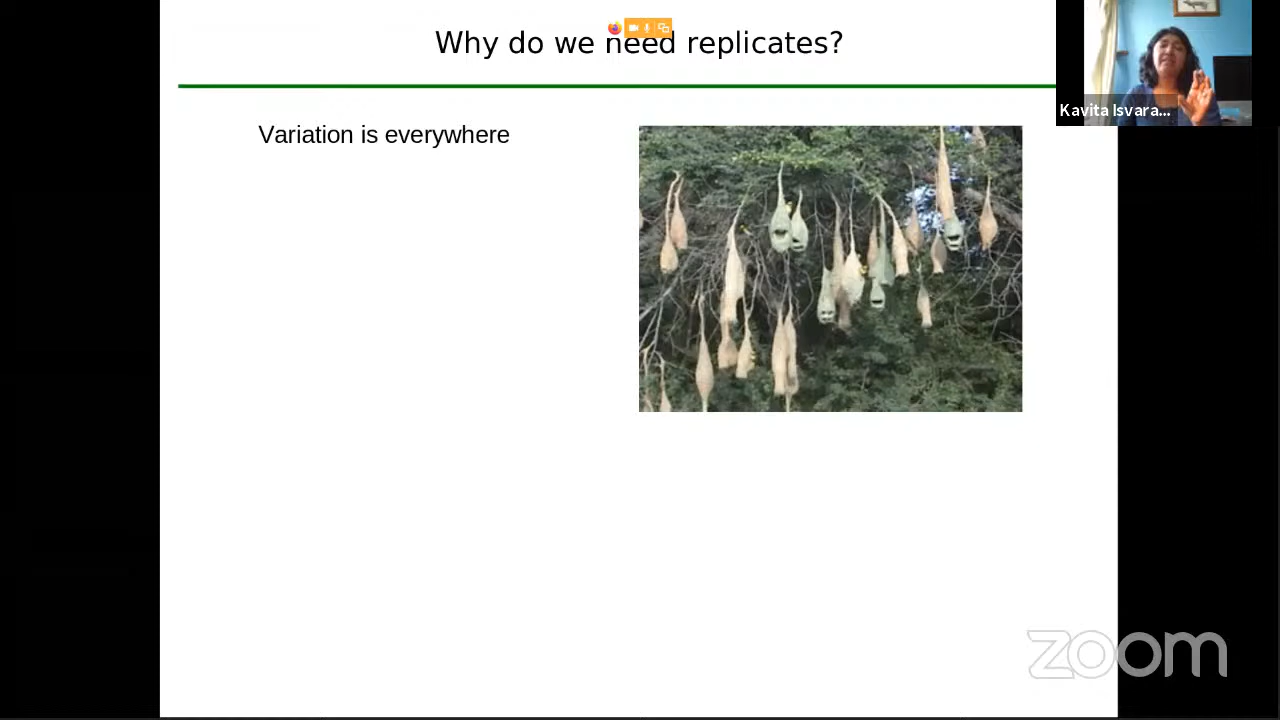 Why do we need replicates?
Kavita Isvara...
Variation is everywhere
zoom